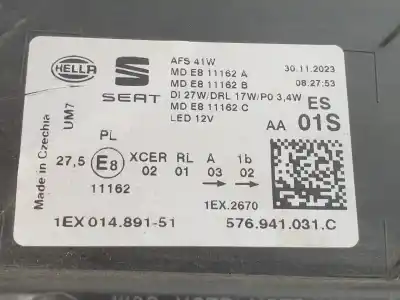 HELLA
SEAT
AFS 41W
MD E8 11162 A
MD E8 11162 B
DI 27W/DRL 17W/PO 3,4W
MD E8 11162 C
LED 12V
30.11.2023
08:27:53
ES
AA 01S
Made in Czechia
UM7
PL
27,5 E8 XCER RL A 1b
02 01 03 02
11162
1EX.2670
1EX 014.891-51 576.941.031.C